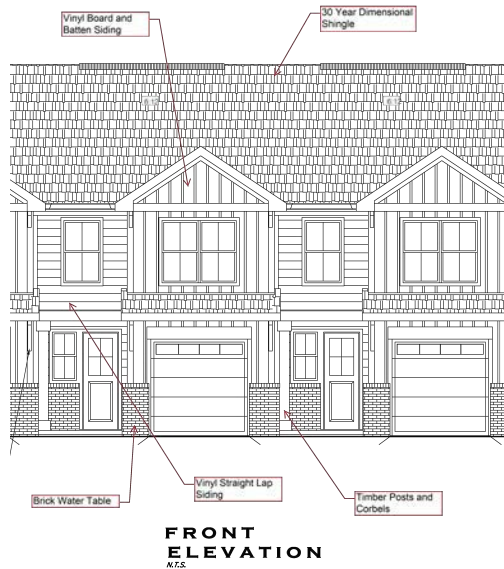 Vinyl Board and
Batten Siding
30 Year Dimensional
Shingle
Vinyl Straight Lap
Siding
Brick Water Table
Timber Posts and
Corbels
FRONT
ELEVATION
N.T.S.